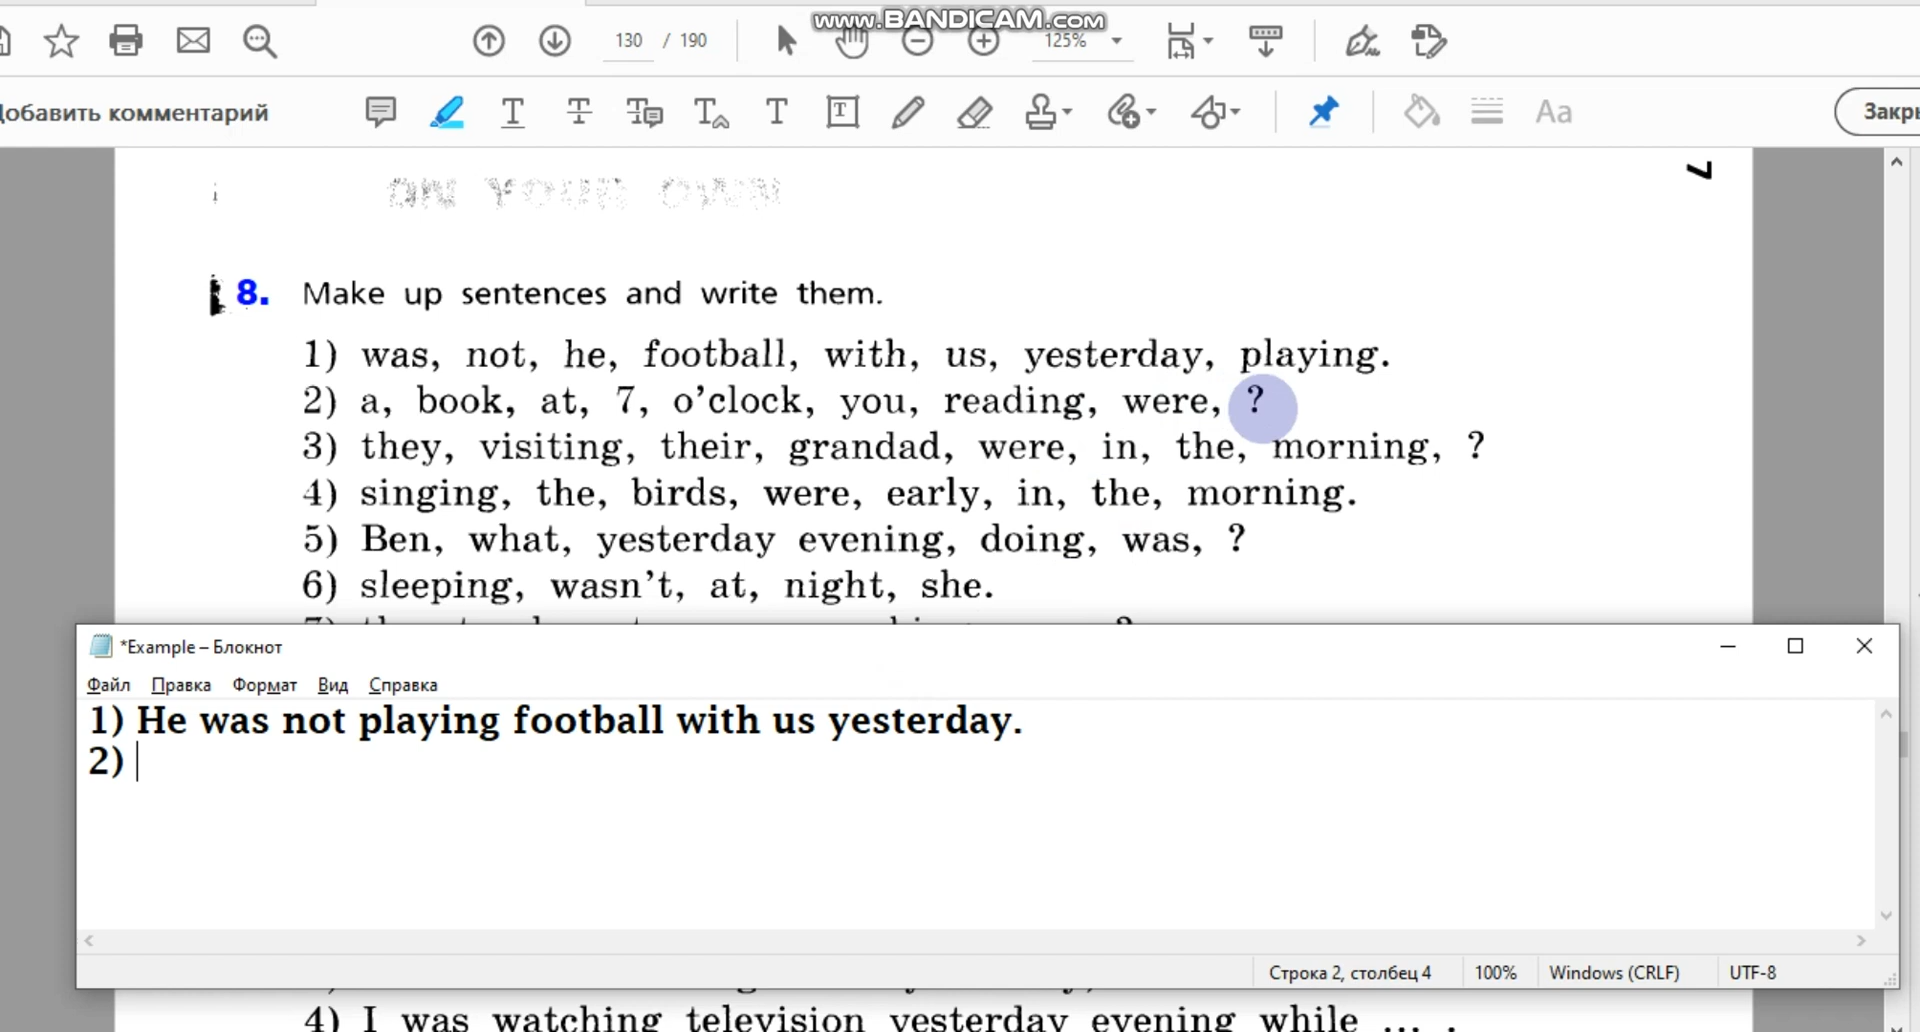 www.BANDICAM.com
130 / 190
125%
Добавить комментарий
Aa
7
ON YOUR OWN
8. Make up sentences and write them.
1) was, not, he, football, with, us, yesterday, playing.
2) a, book, at, 7, o’clock, you, reading, were, ?
3) they, visiting, their, grandad, were, in, the, morning, ?
4) singing, the, birds, were, early, in, the, morning.
5) Ben, what, yesterday evening, doing, was, ?
6) sleeping, wasn’t, at, night, she.
*Example – Блокнот
Файл Правка Формат Вид Справка
1) He was not playing football with us yesterday.
2)
Строка 2, столбец 4 100% Windows (CRLF) UTF-8
4) I was watching television yesterday evening while ... .